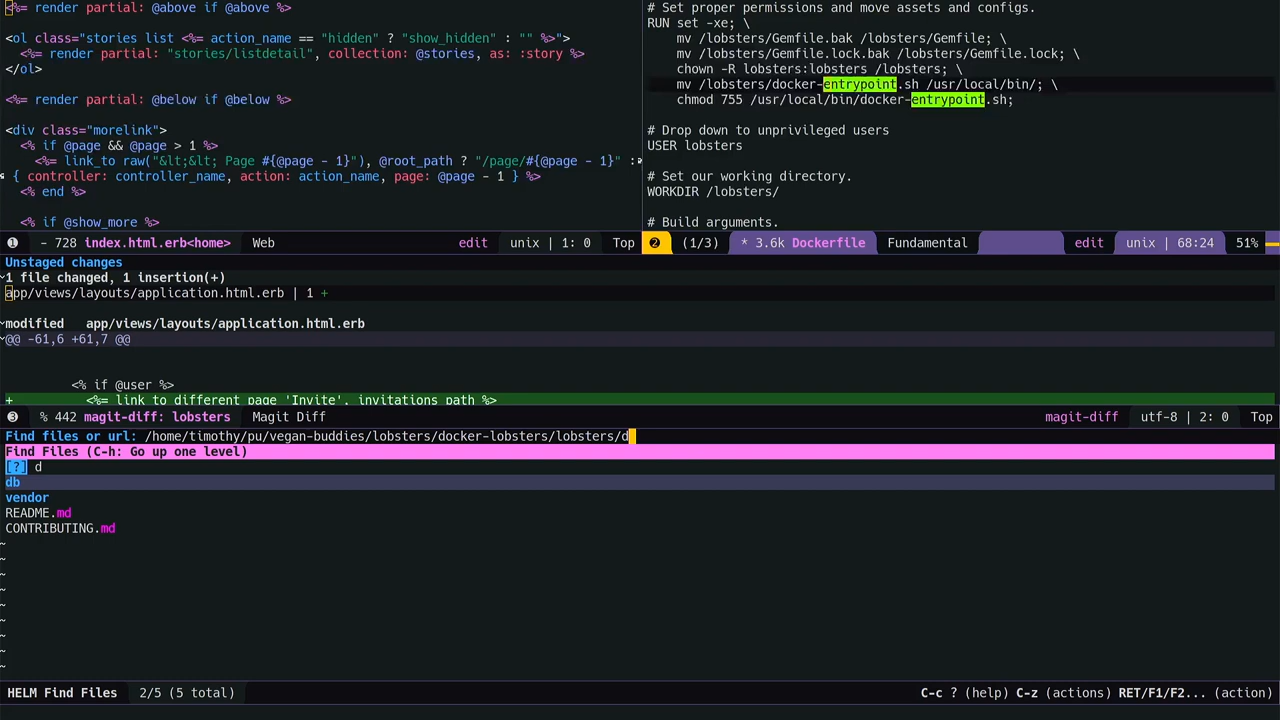 <%= render partial: @above if @above %>
<ol class="stories list <%= action_name == "hidden" ? "show_hidden" : "" %>">
<%= render partial: "stories/listdetail", collection: @stories, as: :story %>
</ol>
<%= render partial: @below if @below %>
<div class="morelink">
<% if @page && @page > 1 %>
<%= link_to raw("&lt;&lt; Page #{@page - 1}"), @root_path ? "/page/#{@page - 1}" :
{ controller: controller_name, action: action_name, page: @page - 1 } %>
<% end %>
<% if @show_more %>
❶ - 728 index.html.erb<home> Web edit unix | 1: 0 Top
# Set proper permissions and move assets and configs.
RUN set -xe; \
mv /lobsters/Gemfile.bak /lobsters/Gemfile; \
mv /lobsters/Gemfile.lock.bak /lobsters/Gemfile.lock; \
chown -R lobsters:lobsters /lobsters; \
mv /lobsters/docker-entrypoint.sh /usr/local/bin/; \
chmod 755 /usr/local/bin/docker-entrypoint.sh;
# Drop down to unprivileged users
USER lobsters
# Set our working directory.
WORKDIR /lobsters/
# Build arguments.
❷ (1/3) * 3.6k Dockerfile Fundamental edit unix | 68:24 51%
Unstaged changes
1 file changed, 1 insertion(+)
app/views/layouts/application.html.erb | 1 +
modified app/views/layouts/application.html.erb
@@ -61,6 +61,7 @@
<% if @user %>
+ <%= link_to_different_page 'Invite', invitations_path %>
❸ % 442 magit-diff: lobsters Magit Diff magit-diff utf-8 | 2: 0 Top
Find files or url: /home/timothy/pu/vegan-buddies/lobsters/docker-lobsters/lobsters/d
Find Files (C-h: Go up one level)
[?] d
db
vendor
README.md
CONTRIBUTING.md
~
~
~
~
~
~
~
~
~
HELM Find Files 2/5 (5 total) C-c ? (help) C-z (actions) RET/F1/F2... (action)